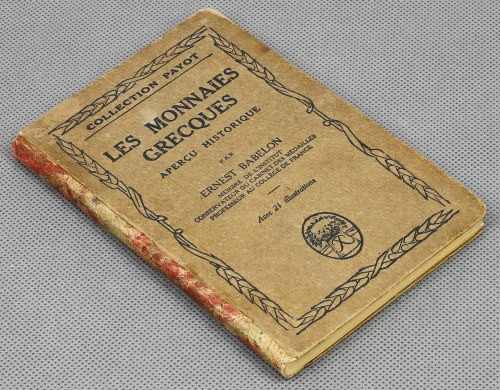 COLLECTION PAYOT
LES MONNAIES
GRECQUES
APERÇU HISTORIQUE
PAR
ERNEST BABELON
MEMBRE DE L'INSTITUT
CONSERVATEUR DU CABINET DES MÉDAILLES
PROFESSEUR AU COLLÈGE DE FRANCE
Avec 21 illustrations